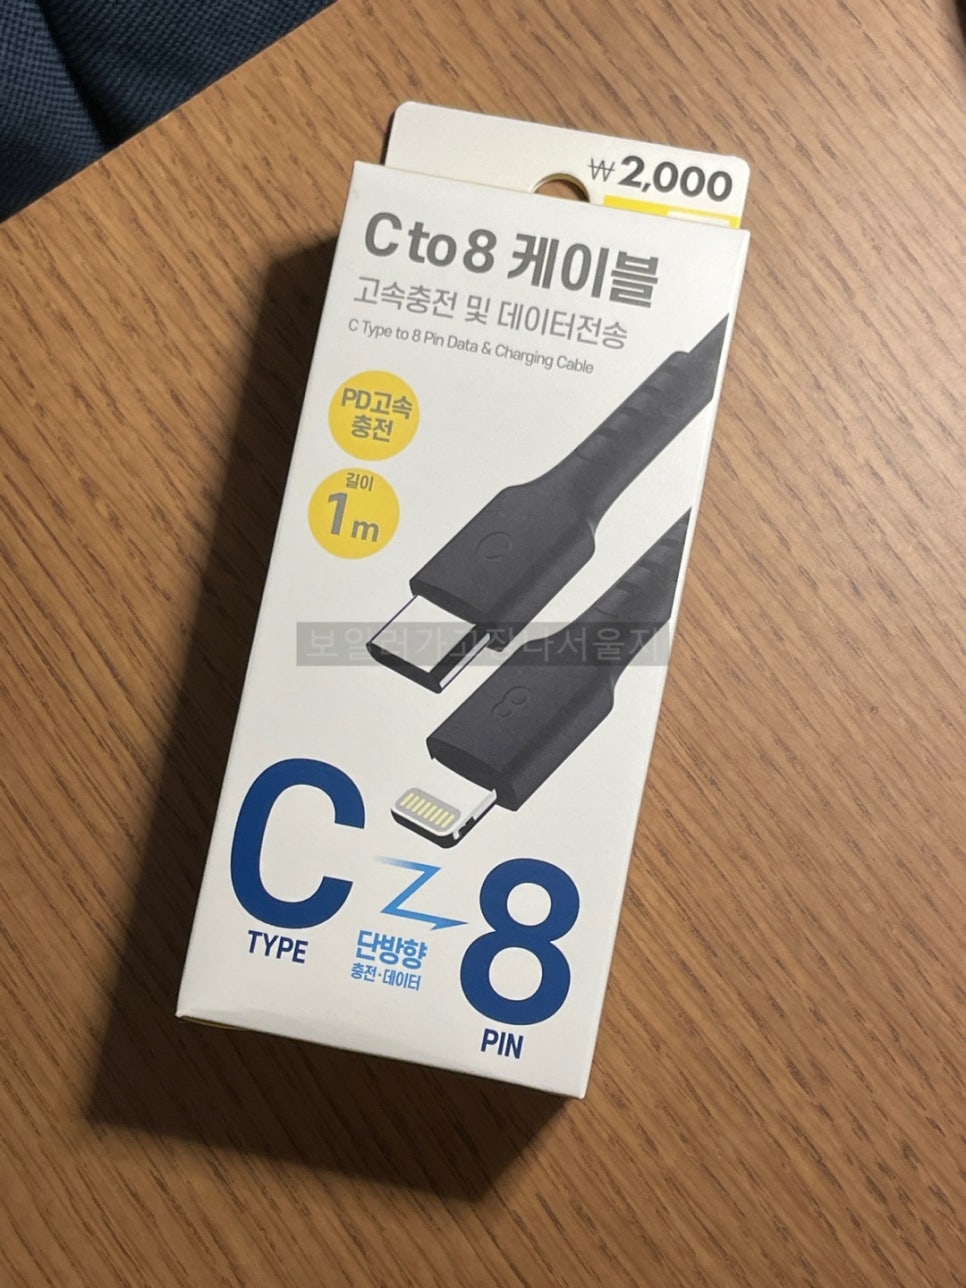 ₩2,000
C to 8 케이블
고속충전 및 데이터전송
C Type to 8 Pin Data & Charging Cable
PD고속
충전
길이
1m
C
8
보일러가고장나서울지
C
TYPE
단방향
충전·데이터
8
PIN